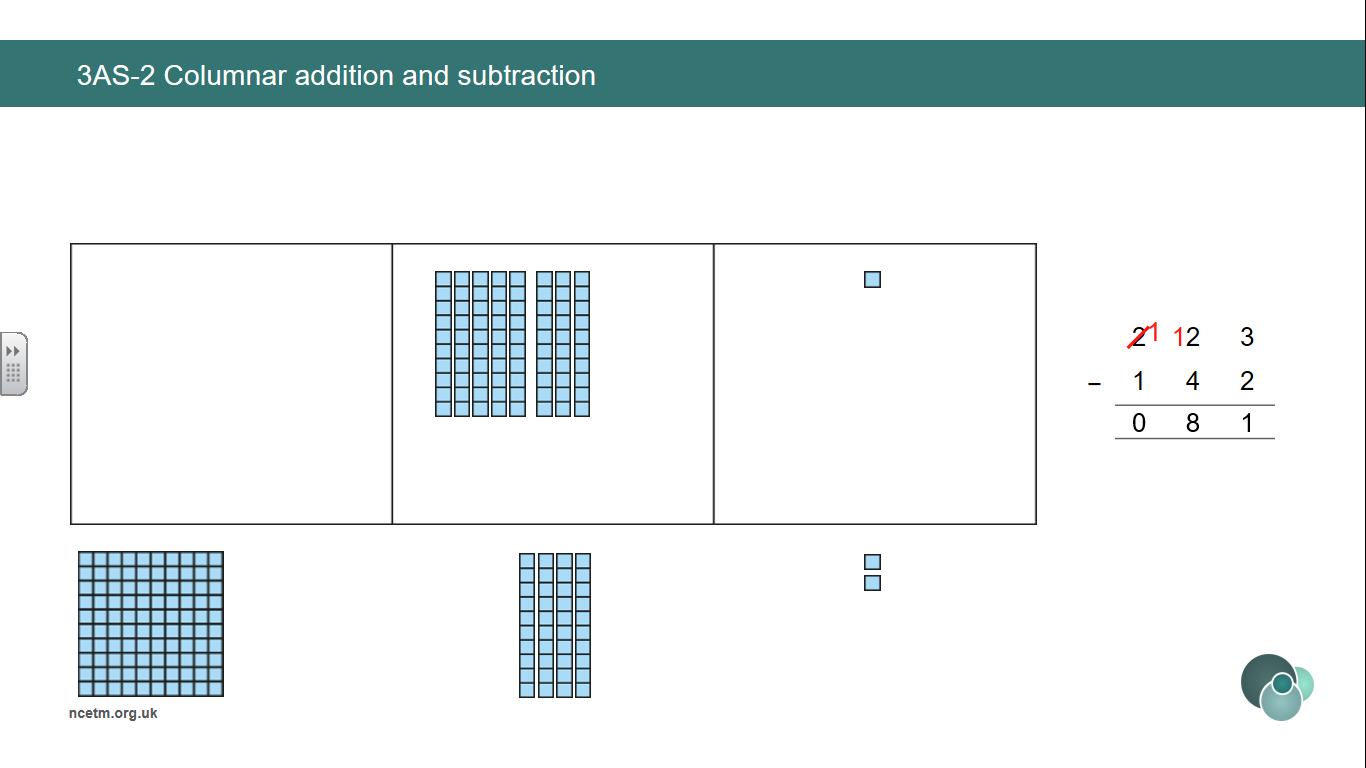 3AS-2 Columnar addition and subtraction
2 1 12 3
– 1 4 2
0 8 1
ncetm.org.uk